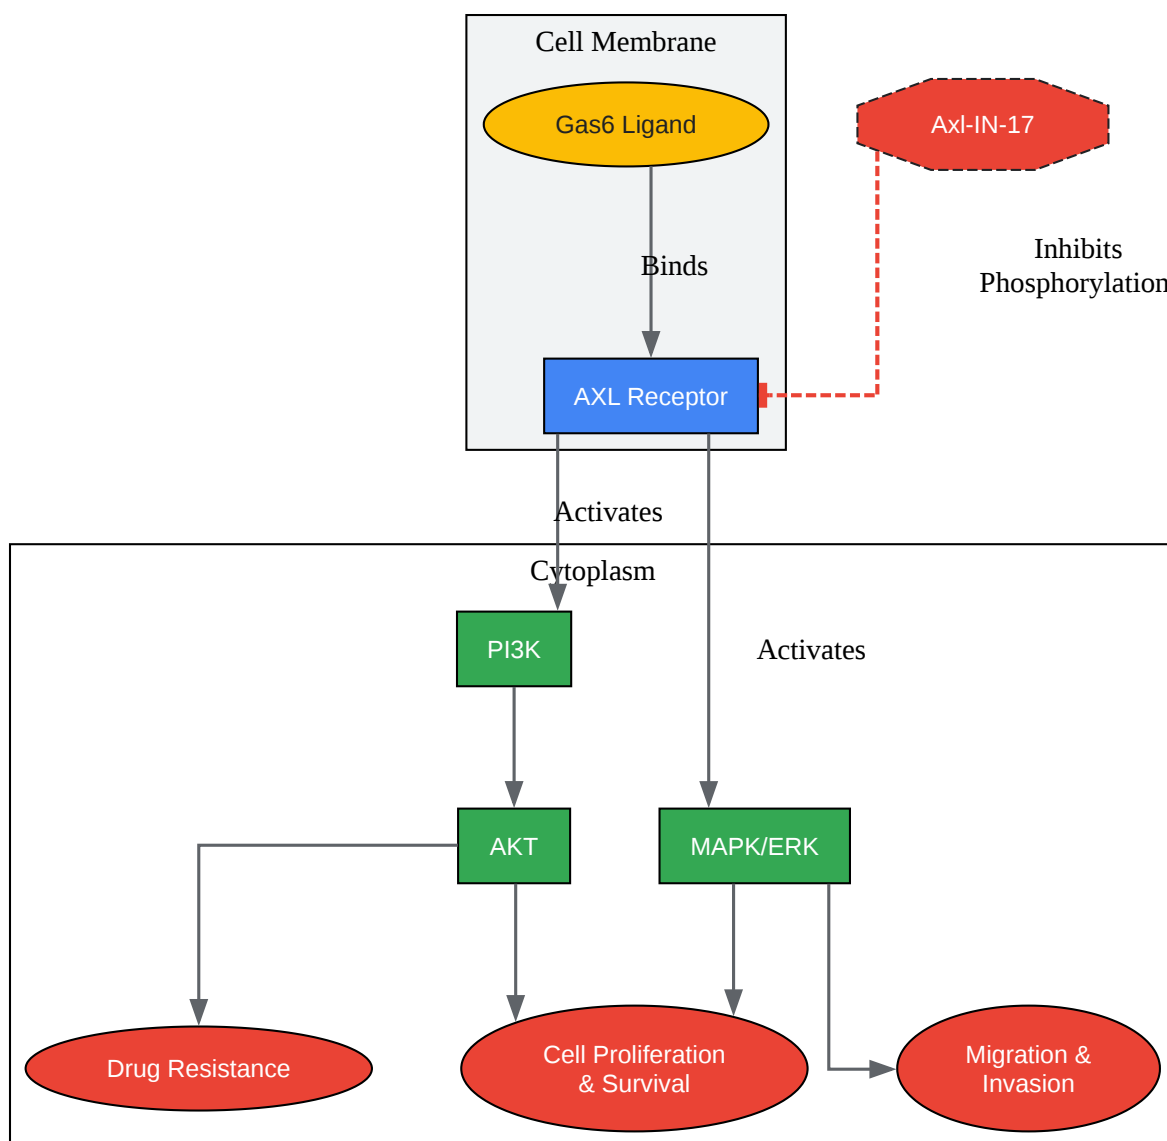 Cell Membrane
Gas6 Ligand
Axl-IN-17
Binds
Inhibits
Phosphorylation
AXL Receptor
Activates
Cytoplasm
PI3K
Activates
AKT
MAPK/ERK
Drug Resistance
Cell Proliferation
& Survival
Migration &
Invasion